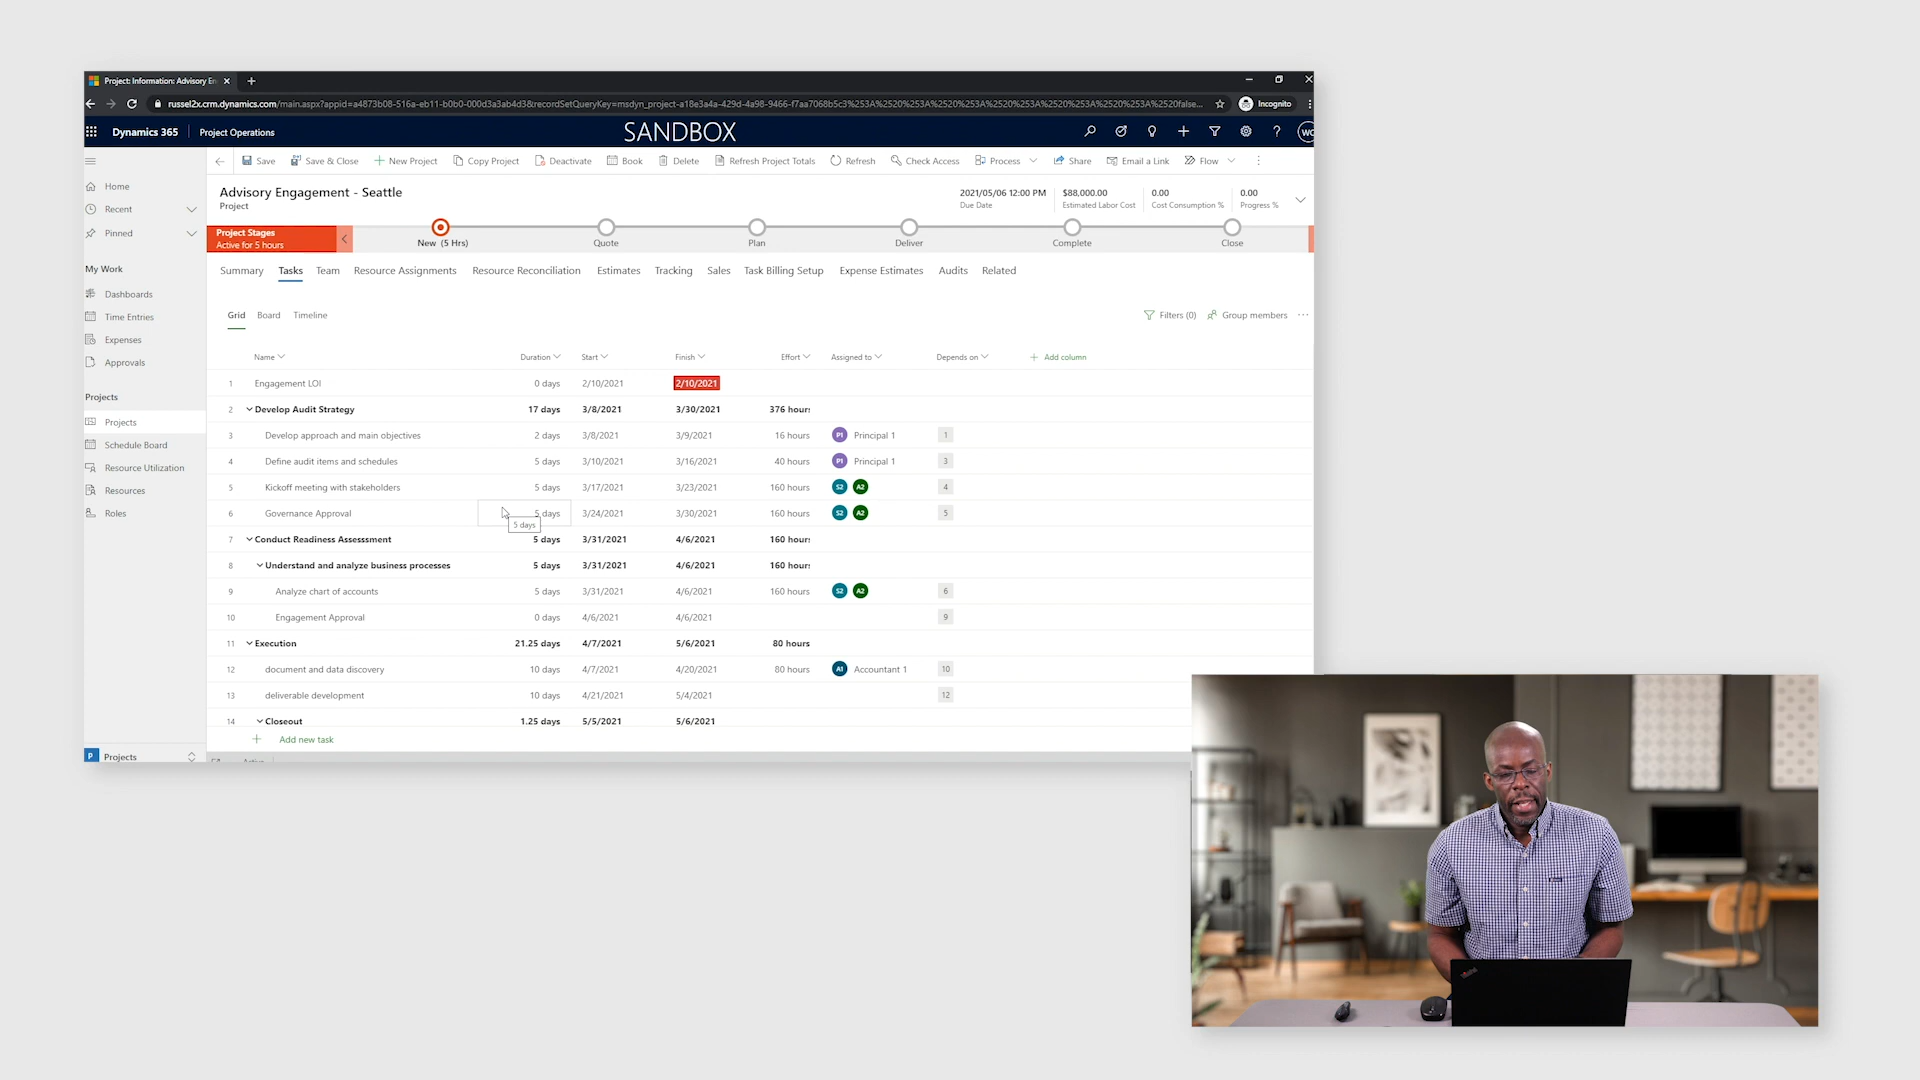 Project: Information: Advisory En
russel2x.crm.dynamics.com/main.aspx?appid=a4873b08-516a-eb11-b0b0-000d3a3ab4d3&recordSetQueryKey=msdyn_project-a18e3a4a-429d-4a98-9466-f7aa7068b5c3%253A%2520%253A%2520%253A%2520%253A%2520%253A%2520%253A%2520false... Incognito
Dynamics 365 Project Operations SANDBOX WC
Save Save & Close New Project Copy Project Deactivate Book Delete Refresh Project Totals Refresh Check Access Process Share Email a Link Flow
Home
Recent
Pinned
My Work
Dashboards
Time Entries
Expenses
Approvals
Projects
Projects
Schedule Board
Resource Utilization
Resources
Roles
P Projects
Advisory Engagement - Seattle
Project
2021/05/06 12:00 PM $88,000.00 0.00 0.00
Due Date Estimated Labor Cost Cost Consumption % Progress %
Project Stages
Active for 5 hours
New (5 Hrs) Quote Plan Deliver Complete Close
Summary Tasks Team Resource Assignments Resource Reconciliation Estimates Tracking Sales Task Billing Setup Expense Estimates Audits Related
Grid Board Timeline Filters (0) Group members
Name Duration Start Finish Effort Assigned to Depends on Add column
1 Engagement LOI 0 days 2/10/2021 2/10/2021
2 Develop Audit Strategy 17 days 3/8/2021 3/30/2021 376 hours
3 Develop approach and main objectives 2 days 3/8/2021 3/9/2021 16 hours P1 Principal 1 1
4 Define audit items and schedules 5 days 3/10/2021 3/16/2021 40 hours P1 Principal 1 3
5 Kickoff meeting with stakeholders 5 days 3/17/2021 3/23/2021 160 hours S2 A2 4
6 Governance Approval 5 days 3/24/2021 3/30/2021 160 hours S2 A2 5
5 days
7 Conduct Readiness Assesssment 5 days 3/31/2021 4/6/2021 160 hours
8 Understand and analyze business processes 5 days 3/31/2021 4/6/2021 160 hours
9 Analyze chart of accounts 5 days 3/31/2021 4/6/2021 160 hours S2 A2 6
10 Engagement Approval 0 days 4/6/2021 4/6/2021 9
11 Execution 21.25 days 4/7/2021 5/6/2021 80 hours
12 document and data discovery 10 days 4/7/2021 4/20/2021 80 hours A1 Accountant 1 10
13 deliverable development 10 days 4/21/2021 5/4/2021 12
14 Closeout 1.25 days 5/5/2021 5/6/2021
Add new task